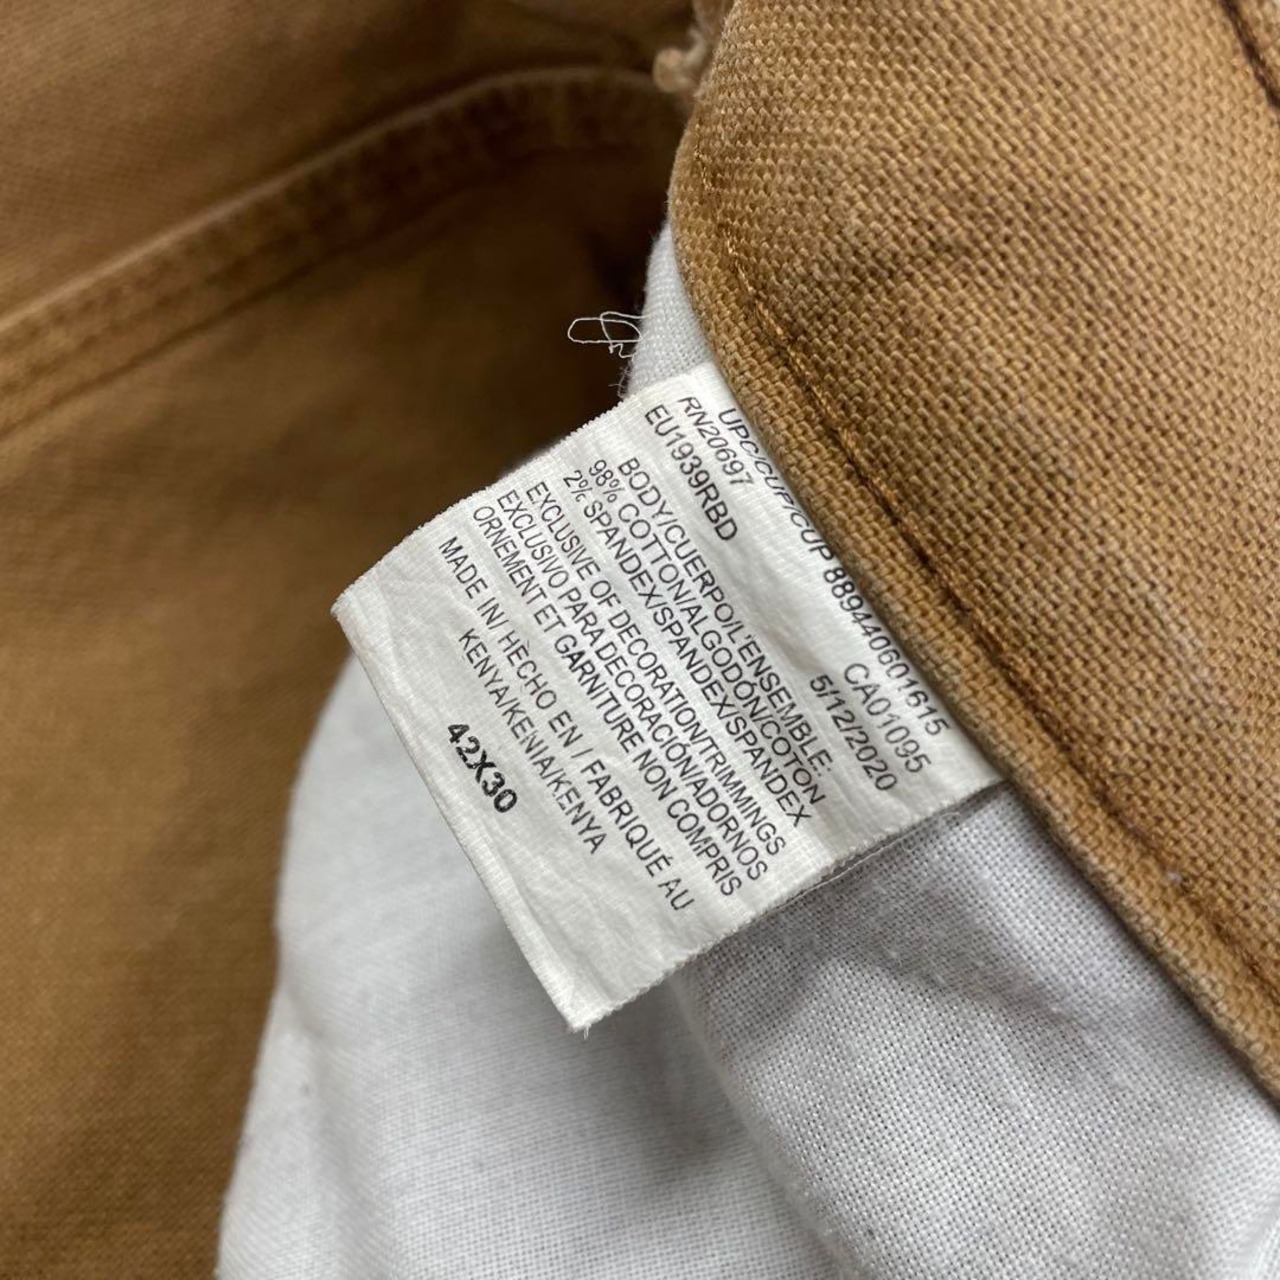 UPC/CUP/CUP 889440601615
RN20697 CA01095
EU1939RBD 5/12/2020
BODY/CUERPO/L'ENSEMBLE:
98% COTTON/ALGODÓN/COTON
2% SPANDEX/SPANDEX/SPANDEX
EXCLUSIVE OF DECORATION/TRIMMINGS
EXCLUSIVO PARA DECORACIÓN/ADORNOS
ORNEMENT ET GARNITURE NON COMPRIS
MADE IN/ HÈCHO EN / FABRIQUÉ AU
KENYA/KENIA/KENYA
42X30